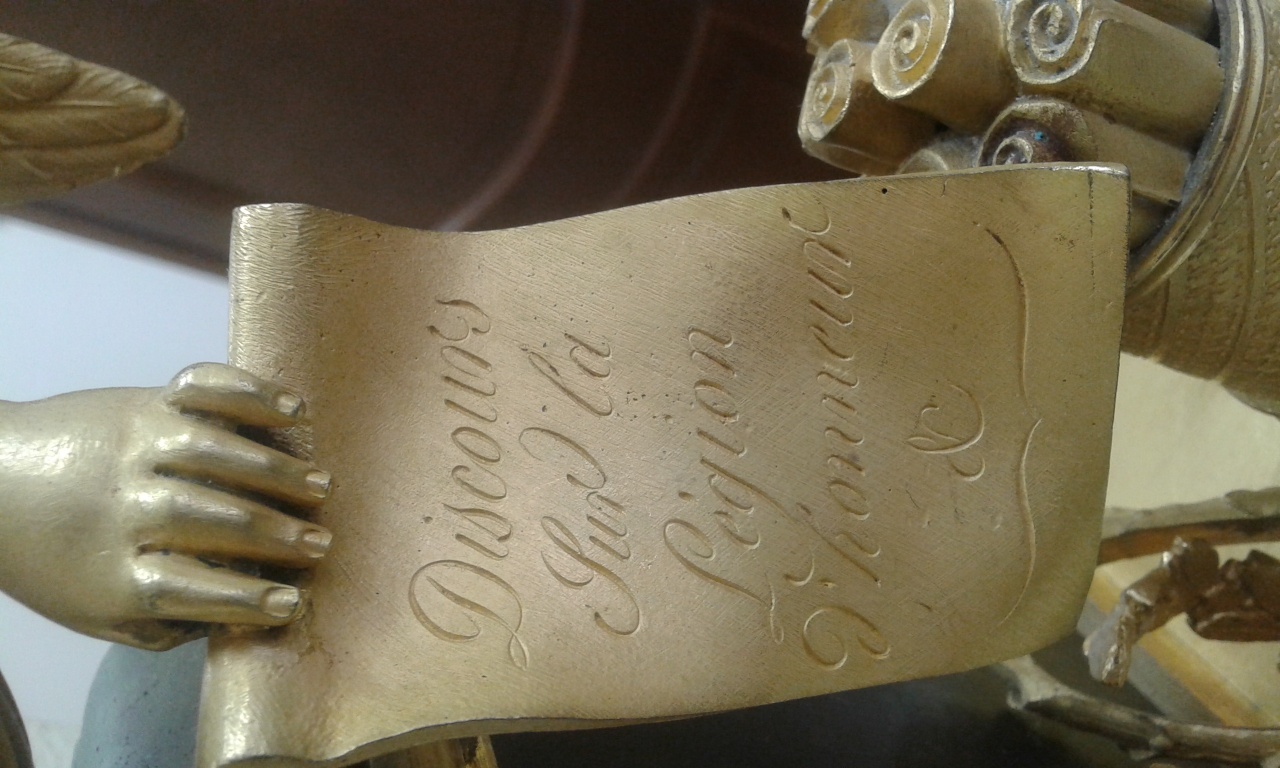 Discours
Sur la
Légion
D'honneur
&